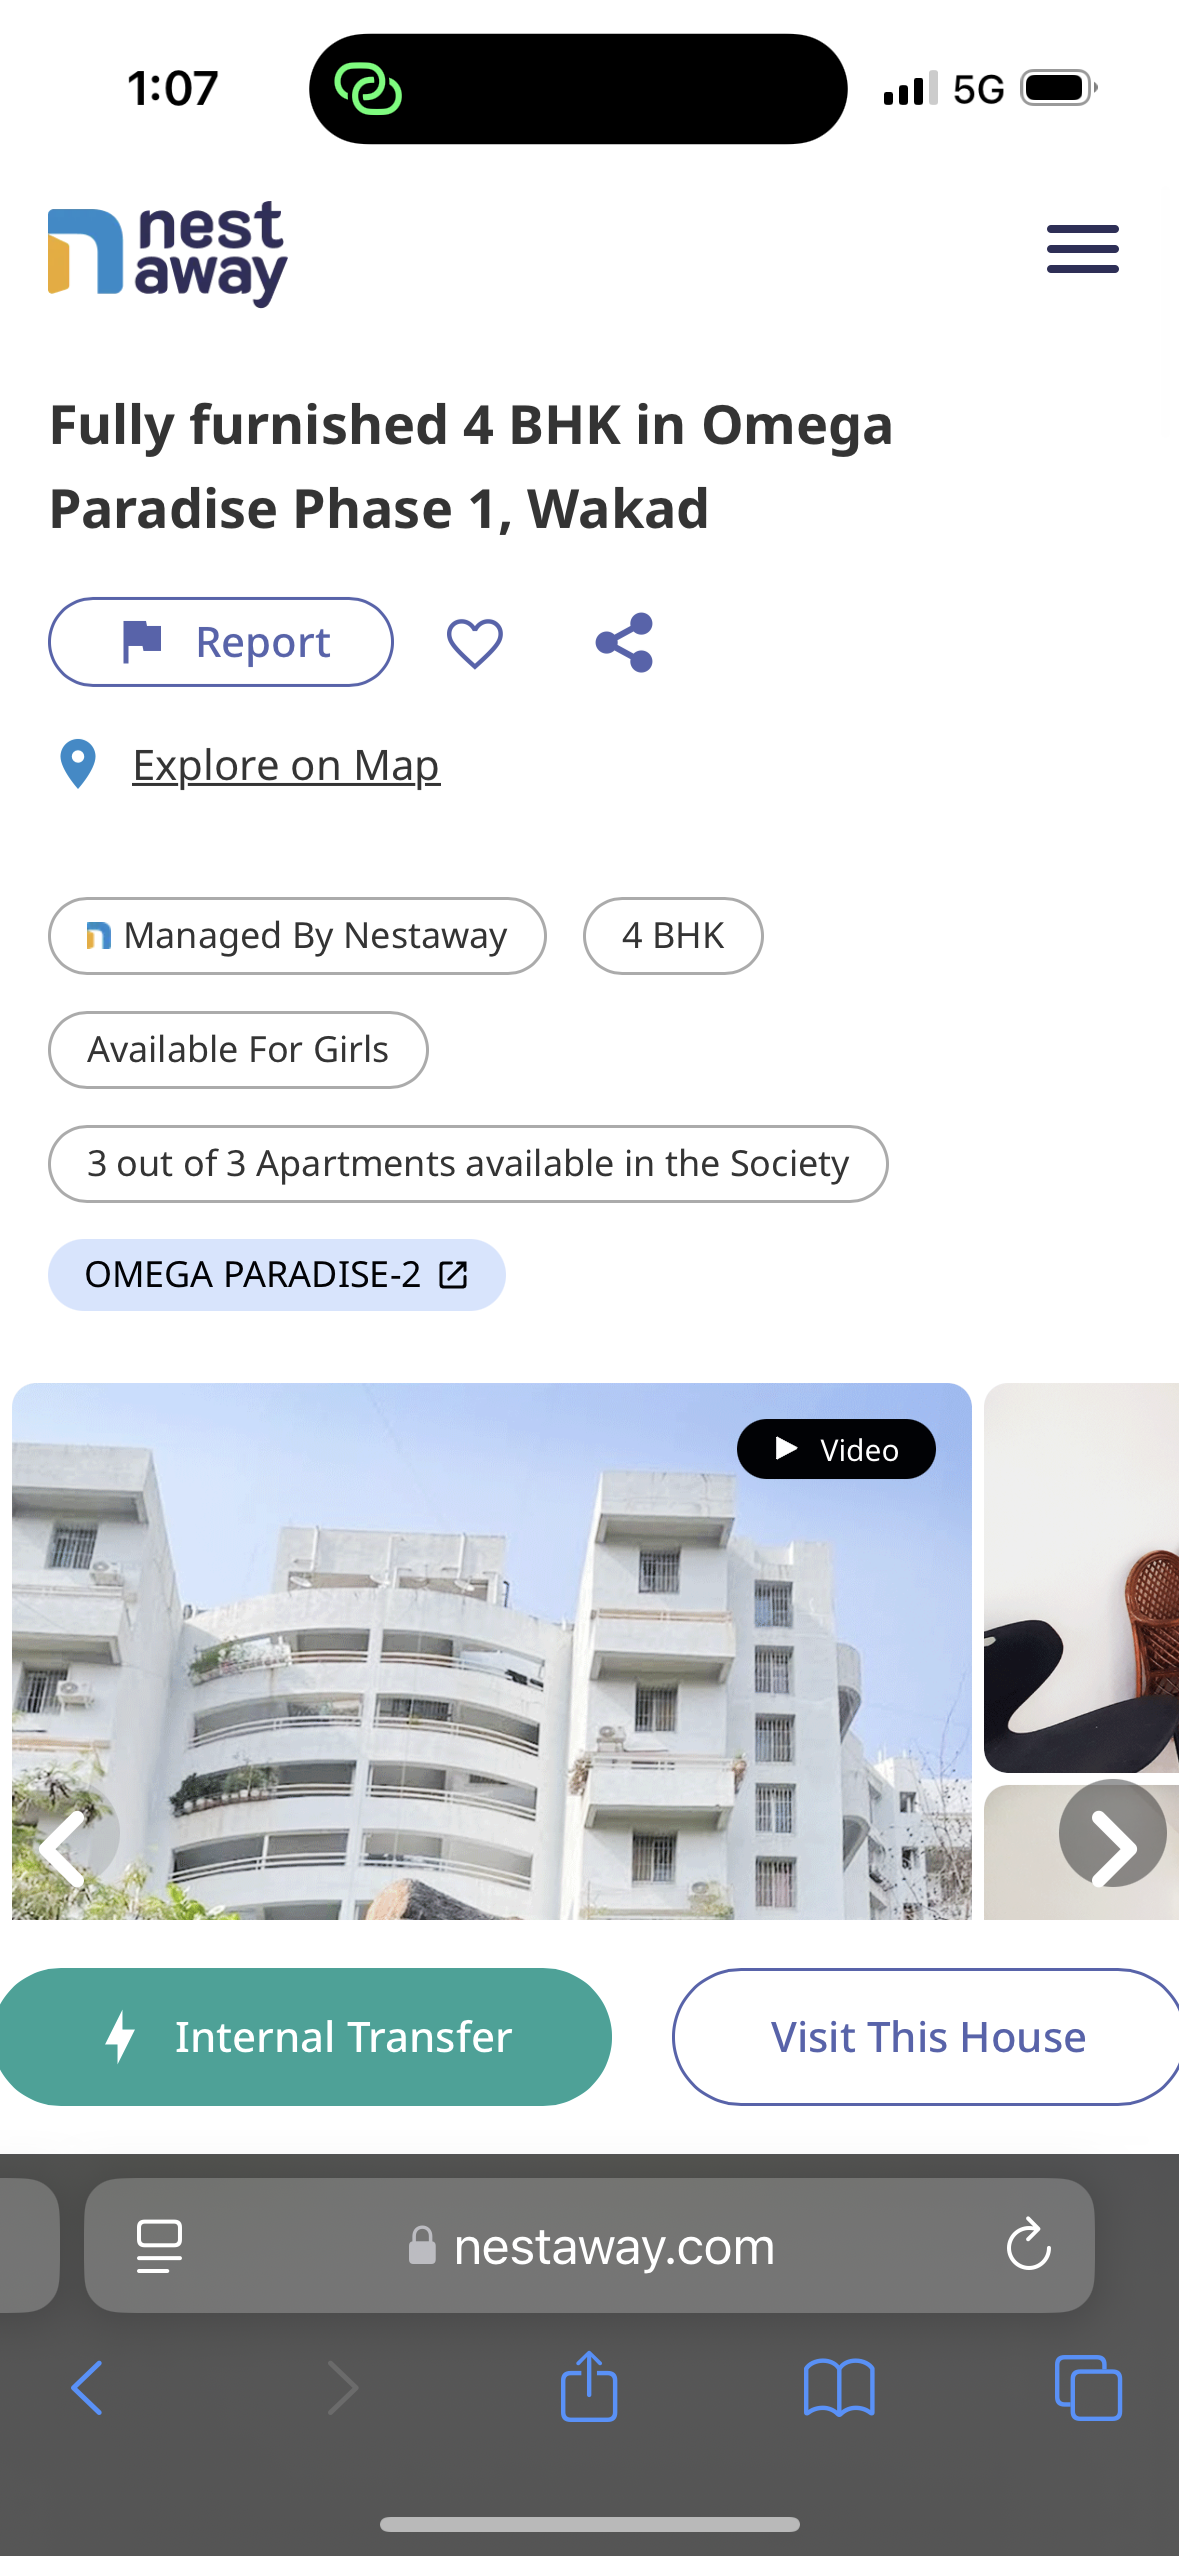 1:07
5G
nest
away
Fully furnished 4 BHK in Omega
Paradise Phase 1, Wakad
Report
Explore on Map
Managed By Nestaway
4 BHK
Available For Girls
3 out of 3 Apartments available in the Society
OMEGA PARADISE-2
Video
Internal Transfer
Visit This House
nestaway.com